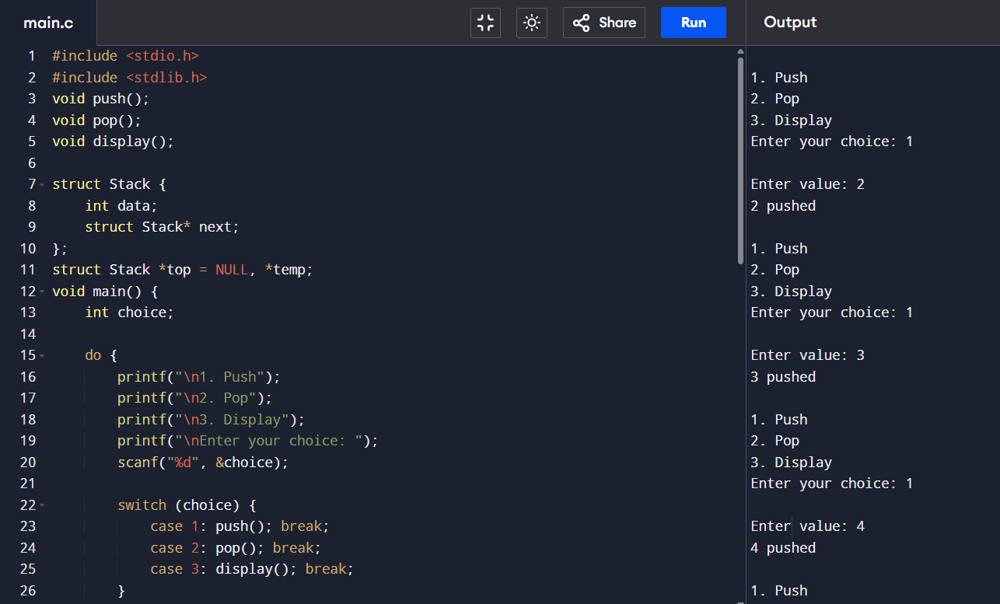 main.c
Share
Run
Output
1 #include <stdio.h>
2 #include <stdlib.h>
3 void push();
4 void pop();
5 void display();
6
7 struct Stack {
8     int data;
9     struct Stack* next;
10 };
11 struct Stack *top = NULL, *temp;
12 void main() {
13     int choice;
14
15     do {
16         printf("\n1. Push");
17         printf("\n2. Pop");
18         printf("\n3. Display");
19         printf("\nEnter your choice: ");
20         scanf("%d", &choice);
21
22         switch (choice) {
23             case 1: push(); break;
24             case 2: pop(); break;
25             case 3: display(); break;
26         }
1. Push
2. Pop
3. Display
Enter your choice: 1
Enter value: 2
2 pushed
1. Push
2. Pop
3. Display
Enter your choice: 1
Enter value: 3
3 pushed
1. Push
2. Pop
3. Display
Enter your choice: 1
Enter value: 4
4 pushed
1. Push